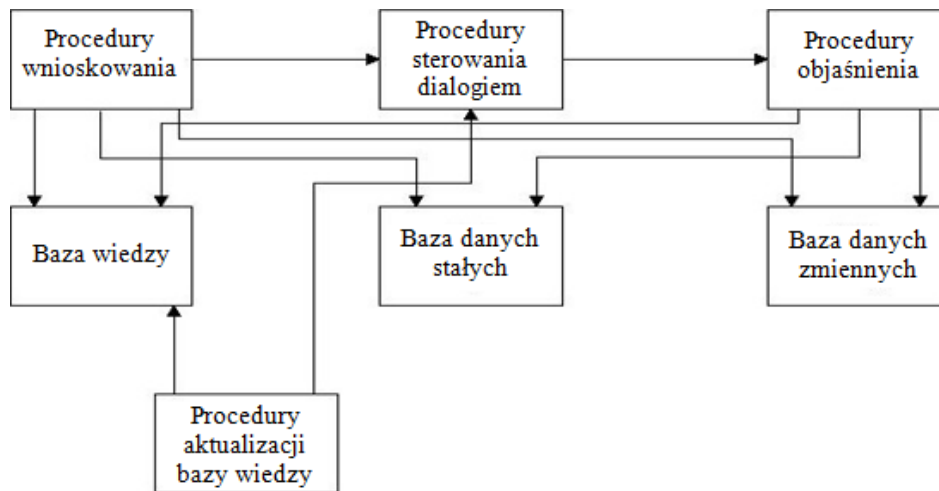 Procedury
wnioskowania
Procedury
sterowania
dialogiem
Procedury
objaśnienia
Baza wiedzy
Baza danych
stałych
Baza danych
zmiennych
Procedury
aktualizacji
bazy wiedzy